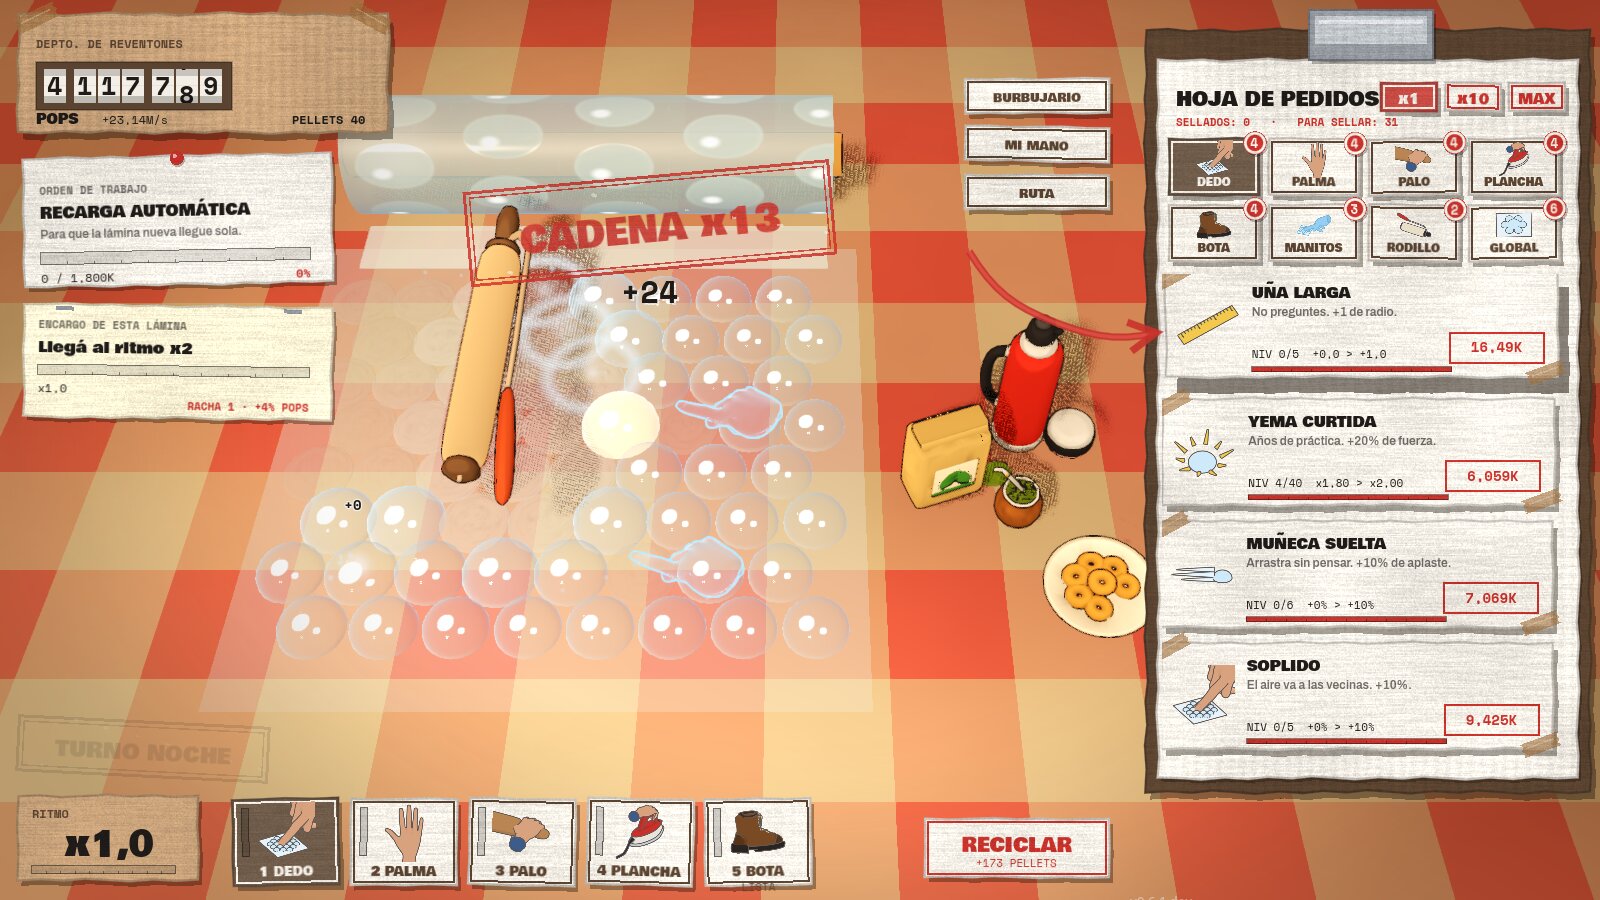 DEPTO. DE REVENTONES
4 117 789
POPS +23,14M/s PELLETS 40
ORDEN DE TRABAJO
RECARGA AUTOMÁTICA
Para que la lámina nueva llegue sola.
0 / 1.800K 0%
ENCARGO DE ESTA LÁMINA
Llegá al ritmo x2
x1,0
RACHA 1 · +4% POPS
CADENA x13
+24
+0
BURBUJARIO
MI MANO
RUTA
HOJA DE PEDIDOS x1 x10 MAX
SELLADOS: 0 · PARA SELLAR: 31
DEDO 4
PALMA 4
PALO 4
PLANCHA 4
BOTA 4
MANITOS 3
RODILLO 2
GLOBAL 6
UÑA LARGA
No preguntes. +1 de radio.
NIV 0/5 +0,0 > +1,0
16,49K
YEMA CURTIDA
Años de práctica. +20% de fuerza.
NIV 4/40 x1,80 > x2,00
6,059K
MUÑECA SUELTA
Arrastra sin pensar. +10% de aplaste.
NIV 0/6 +0% > +10%
7,069K
SOPLIDO
El aire va a las vecinas. +10%.
NIV 0/5 +0% > +10%
9,425K
TURNO NOCHE
RITMO
x1,0
1 DEDO
2 PALMA
3 PALO
4 PLANCHA
5 BOTA
LISTA
RECICLAR
+173 PELLETS